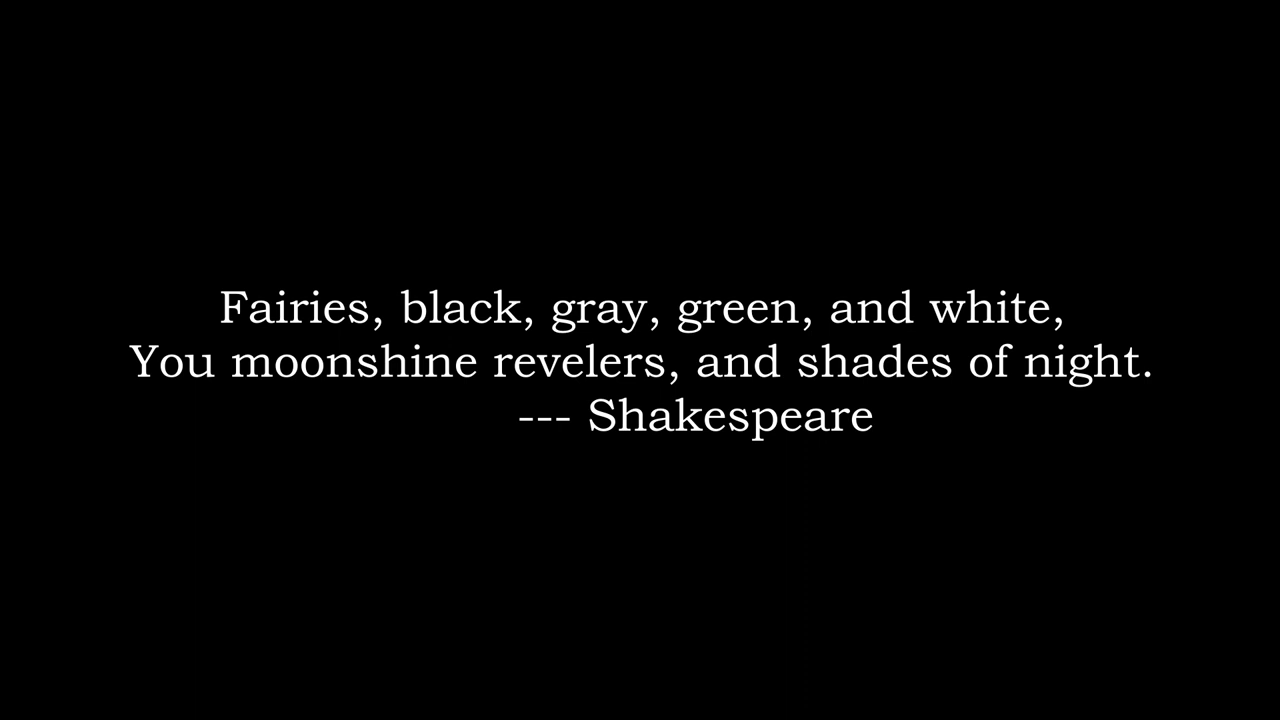 Fairies, black, gray, green, and white,
You moonshine revelers, and shades of night.
--- Shakespeare